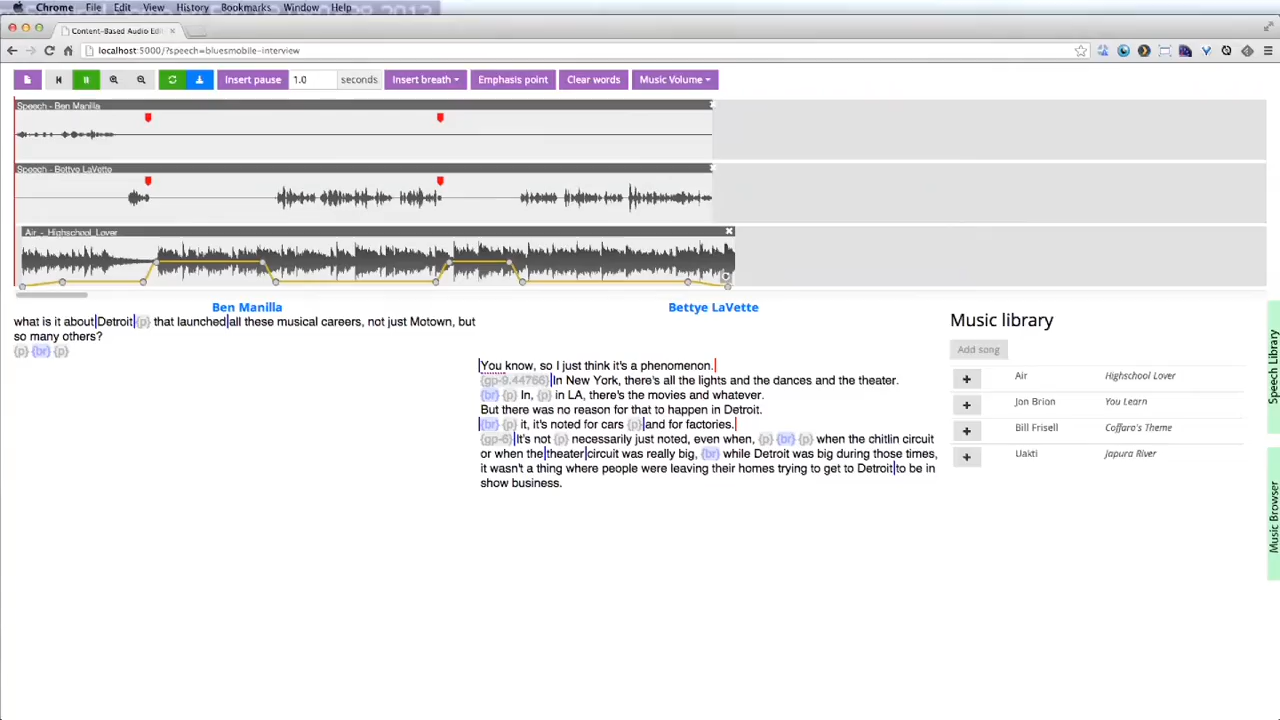 Chrome File Edit View History Bookmarks Window Help
Content-Based Audio Edi
localhost:5000/?speech=bluesmobile-interview
Insert pause 1.0 seconds Insert breath Emphasis point Clear words Music Volume
Speech - Ben Manilla
Speech - Bettye LaVette
Air_-_Highschool_Lover
Ben Manilla
what is it about Detroit {p} that launched all these musical careers, not just Motown, but
so many others?
{p} {br} {p}
Bettye LaVette
You know, so I just think it's a phenomenon.
{gp-9.44766} In New York, there's all the lights and the dances and the theater.
{br} {p} In, {p} in LA, there's the movies and whatever.
But there was no reason for that to happen in Detroit.
{br} {p} it, it's noted for cars {p} and for factories.
{gp-6} It's not {p} necessarily just noted, even when, {p} {br} {p} when the chitlin circuit
or when the theater circuit was really big, {br} while Detroit was big during those times,
it wasn't a thing where people were leaving their homes trying to get to Detroit to be in
show business.
Music library
Add song
Air Highschool Lover
Jon Brion You Learn
Bill Frisell Coffaro's Theme
Uakti Japura River
Speech Library
Music Browser